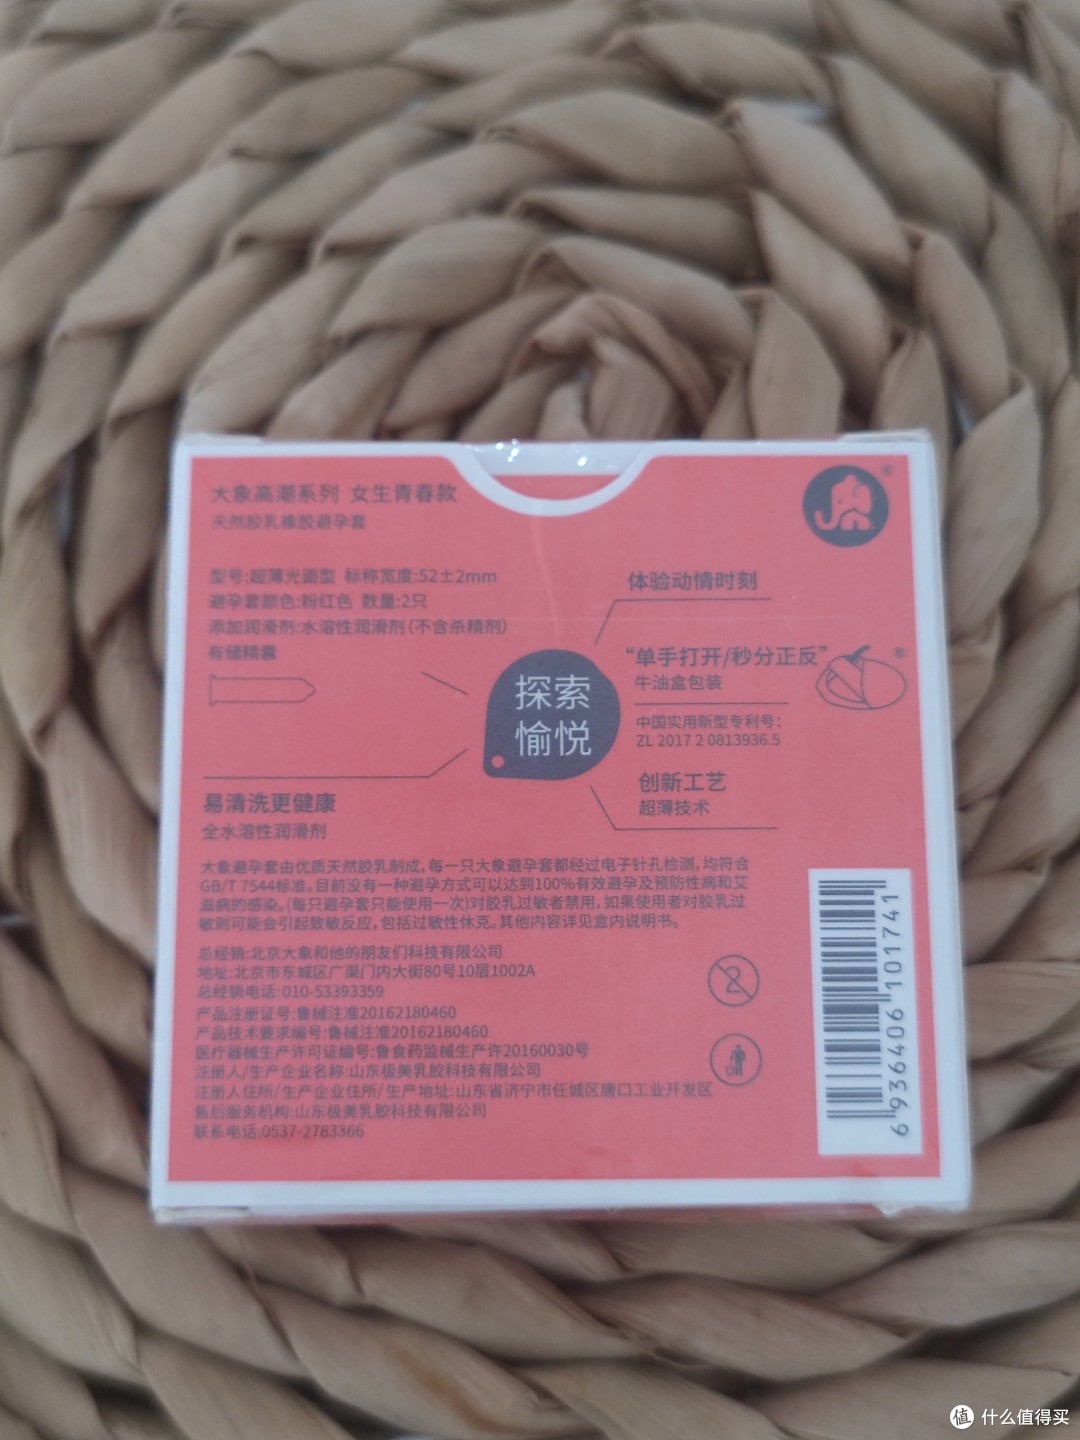 大象高潮系列 女生青春款
天然胶乳橡胶避孕套
型号:超薄光面型 标称宽度:52±2mm
避孕套颜色:粉红色 数量:2只
添加润滑剂:水溶性润滑剂(不含杀精剂)
有储精囊
体验动情时刻
“单手打开/秒分正反”
牛油盒包装
中国实用新型专利号:
ZL 2017 2 0813936.5
探索
愉悦
创新工艺
超薄技术
易清洗更健康
全水溶性润滑剂
大象避孕套由优质天然胶乳制成,每一只大象避孕套都经过电子针孔检测,均符合
GB/T 7544标准。目前没有一种避孕方式可以达到100%有效避孕及预防性病和艾
滋病的感染。(每只避孕套只能使用一次)对胶乳过敏者禁用,如果使用者对胶乳过
敏则可能会引起致敏反应,包括过敏性休克。其他内容详见盒内说明书。
总经销:北京大象和他的朋友们科技有限公司
地址:北京市东城区广渠门内大街80号10层1002A
总经销电话:010-53393359
产品注册证号:鲁械注准20162180460
产品技术要求编号:鲁械注准20162180460
医疗器械生产许可证编号:鲁食药监械生产许20160030号
注册人/生产企业名称:山东极美乳胶科技有限公司
注册人住所/生产企业住所/生产地址:山东省济宁市任城区唐口工业开发区
售后服务机构:山东极美乳胶科技有限公司
联系电话:0537-2783366
2
6 936406 101741
值 什么值得买